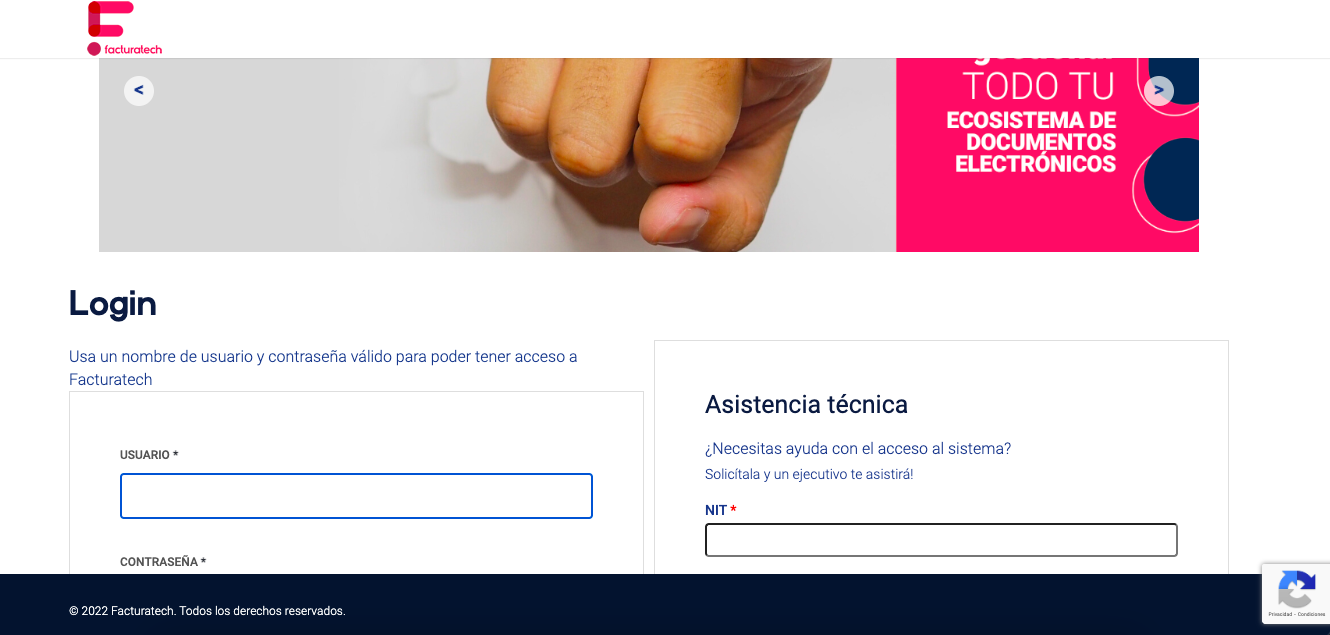 facturatech
<
gestionar
TODO TU
>
ECOSISTEMA DE
DOCUMENTOS
ELECTRÓNICOS
Login
Usa un nombre de usuario y contraseña válido para poder tener acceso a
Facturatech
USUARIO *
CONTRASEÑA *
Asistencia técnica
¿Necesitas ayuda con el acceso al sistema?
Solicítala y un ejecutivo te asistirá!
NIT *
© 2022 Facturatech. Todos los derechos reservados.
Privacidad - Condiciones